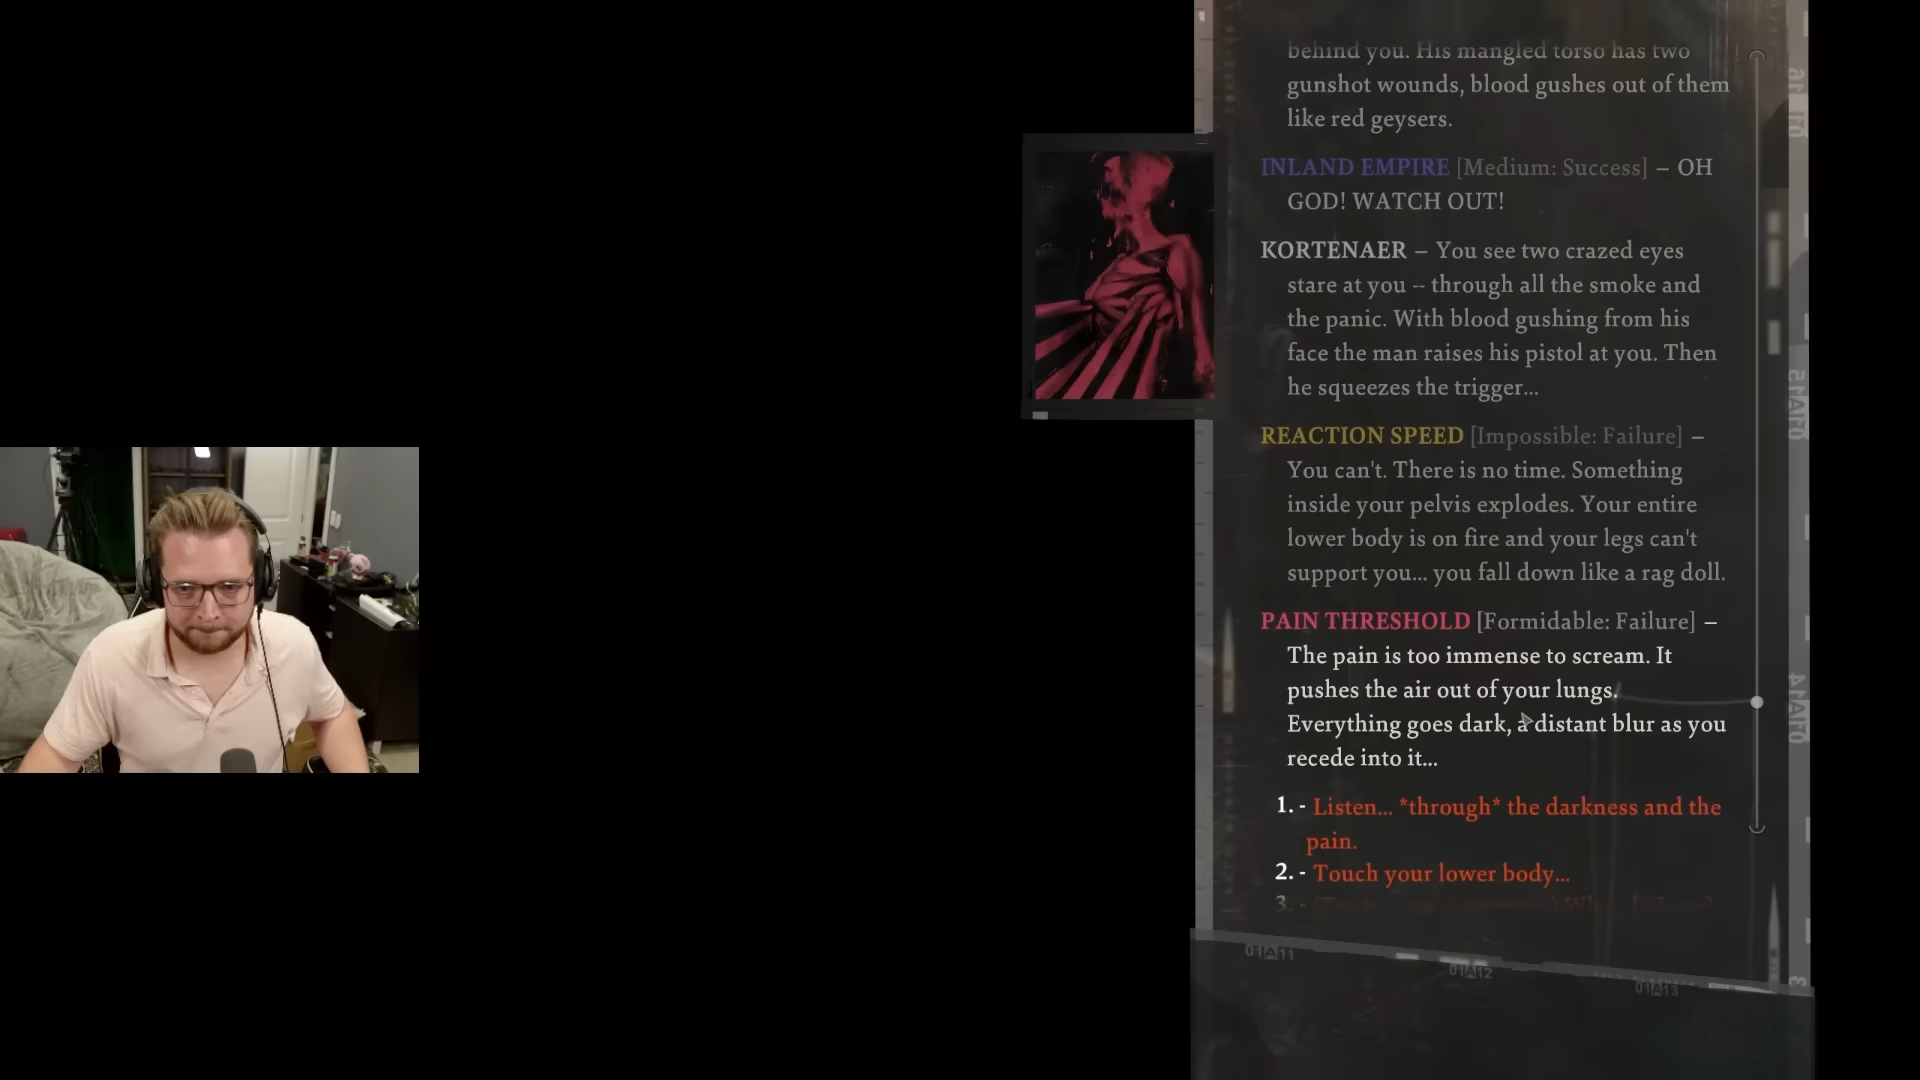 behind you. His mangled torso has two
gunshot wounds, blood gushes out of them
like red geysers.
INLAND EMPIRE [Medium: Success] – OH
GOD! WATCH OUT!
KORTENAER – You see two crazed eyes
stare at you -- through all the smoke and
the panic. With blood gushing from his
face the man raises his pistol at you. Then
he squeezes the trigger...
REACTION SPEED [Impossible: Failure] –
You can't. There is no time. Something
inside your pelvis explodes. Your entire
lower body is on fire and your legs can't
support you... you fall down like a rag doll.
PAIN THRESHOLD [Formidable: Failure] –
The pain is too immense to scream. It
pushes the air out of your lungs.
Everything goes dark, a distant blur as you
recede into it...
1. - Listen... *through* the darkness and the
pain.
2. - Touch your lower body...
3. -
01A11
01A12
01A13